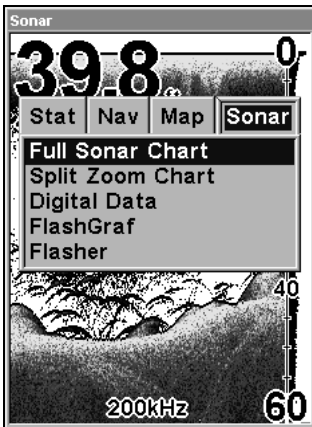 Sonar
39.8 0
Stat Nav Map Sonar
Full Sonar Chart
Split Zoom Chart
Digital Data
FlashGraf
Flasher
40
200kHz 60